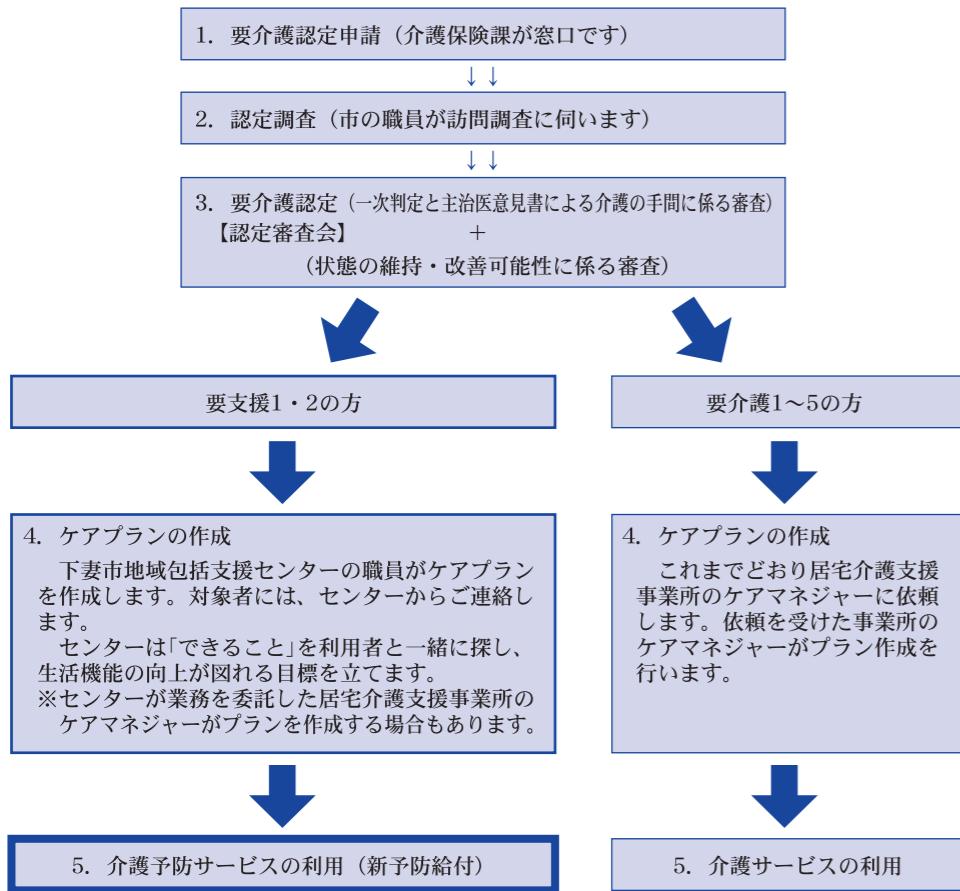 1．要介護認定申請（介護保険課が窓口です）
↓↓
2．認定調査（市の職員が訪問調査に伺います）
↓↓
3．要介護認定（一次判定と主治医意見書による介護の手間に係る審査）
【認定審査会】　＋
（状態の維持・改善可能性に係る審査）
要支援1・2の方
4．ケアプランの作成
下妻市地域包括支援センターの職員がケアプラン
を作成します。対象者には、センターからご連絡し
ます。
センターは｢できること｣を利用者と一緒に探し、
生活機能の向上が図れる目標を立てます。
※センターが業務を委託した居宅介護支援事業所の
ケアマネジャーがプランを作成する場合もあります。
5．介護予防サービスの利用（新予防給付）
要介護1～5の方
4．ケアプランの作成
これまでどおり居宅介護支援
事業所のケアマネジャーに依頼
します。依頼を受けた事業所の
ケアマネジャーがプラン作成を
行います。
5．介護サービスの利用